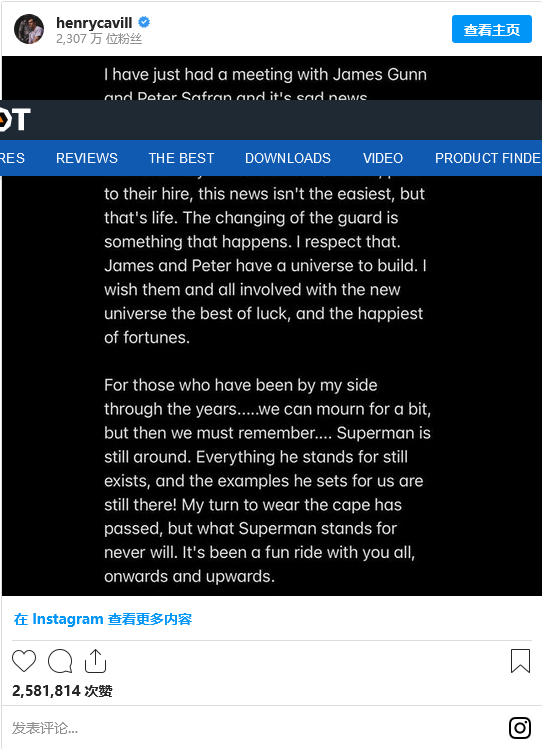 henrycavill
2,307 万 位粉丝
查看主页
I have just had a meeting with James Gunn
and Peter Safran and it's sad news
OT
RES REVIEWS THE BEST DOWNLOADS VIDEO PRODUCT FINDE
to their hire, this news isn't the easiest, but
that's life. The changing of the guard is
something that happens. I respect that.
James and Peter have a universe to build. I
wish them and all involved with the new
universe the best of luck, and the happiest
of fortunes.
For those who have been by my side
through the years.....we can mourn for a bit,
but then we must remember.... Superman is
still around. Everything he stands for still
exists, and the examples he sets for us are
still there! My turn to wear the cape has
passed, but what Superman stands for
never will. It's been a fun ride with you all,
onwards and upwards.
在 Instagram 查看更多内容
2,581,814 次赞
发表评论...